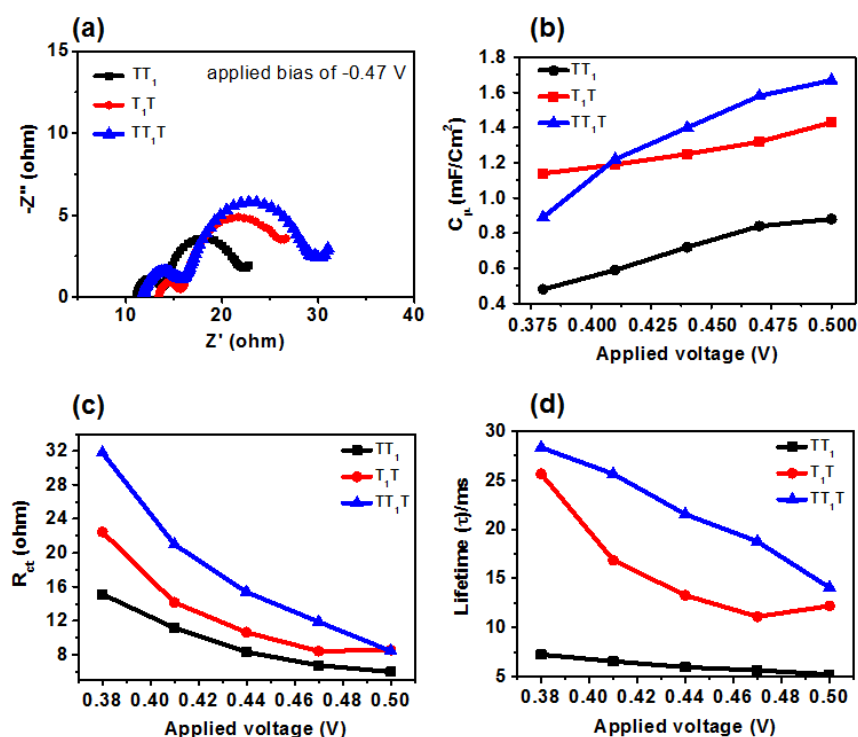 (a)
15
10
5
0
-Z" (ohm)
applied bias of -0.47 V
TT₁
T₁T
TT₁T
10
20
30
40
Z' (ohm)
(b)
1.8
1.6
1.4
1.2
1.0
0.8
0.6
0.4
Cμ (mF/Cm²)
TT₁
T₁T
TT₁T
0.375 0.400 0.425 0.450 0.475 0.500
Applied voltage (V)
(c)
32
28
24
20
16
12
8
Rct (ohm)
TT₁
T₁T
TT₁T
0.38 0.40 0.42 0.44 0.46 0.48 0.50
Applied voltage (V)
(d)
30
25
20
15
10
5
Lifetime (τ)/ms
TT₁
T₁T
TT₁T
0.38 0.40 0.42 0.44 0.46 0.48 0.50
Applied voltage (V)